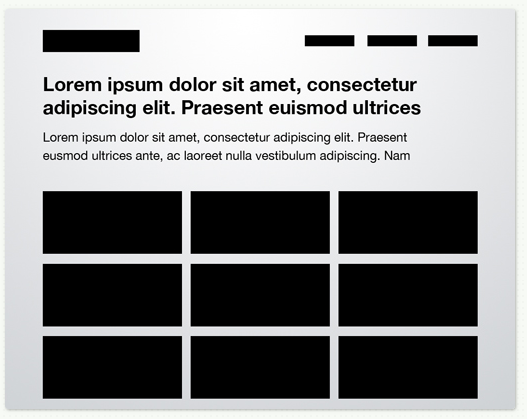 Lorem ipsum dolor sit amet, consectetur
adipiscing elit. Praesent euismod ultrices
Lorem ipsum dolor sit amet, consectetur adipiscing elit. Praesent
eusmod ultrices ante, ac laoreet nulla vestibulum adipiscing. Nam